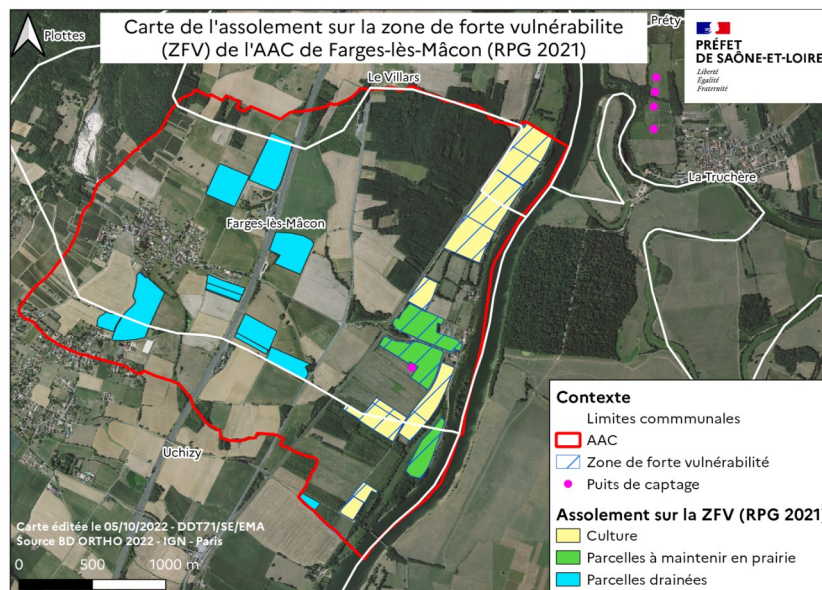 Carte de l'assolement sur la zone de forte vulnérabilite
(ZFV) de l'AAC de Farges-lès-Mâcon (RPG 2021)
Plottes
Le Villars
Préty
PRÉFET
DE SAÔNE-ET-LOIRE
Liberté
Égalité
Fraternité
La Truchère
Farges-lès-Mâcon
Uchizy
Contexte
Limites commmunales
AAC
Zone de forte vulnérabilité
Puits de captage
Assolement sur la ZFV (RPG 2021)
Culture
Parcelles à maintenir en prairie
Parcelles drainées
Carte éditée le 05/10/2022 - DDT71/SE/EMA
Source BD ORTHO 2022 - IGN - Paris
0 500 1000 m